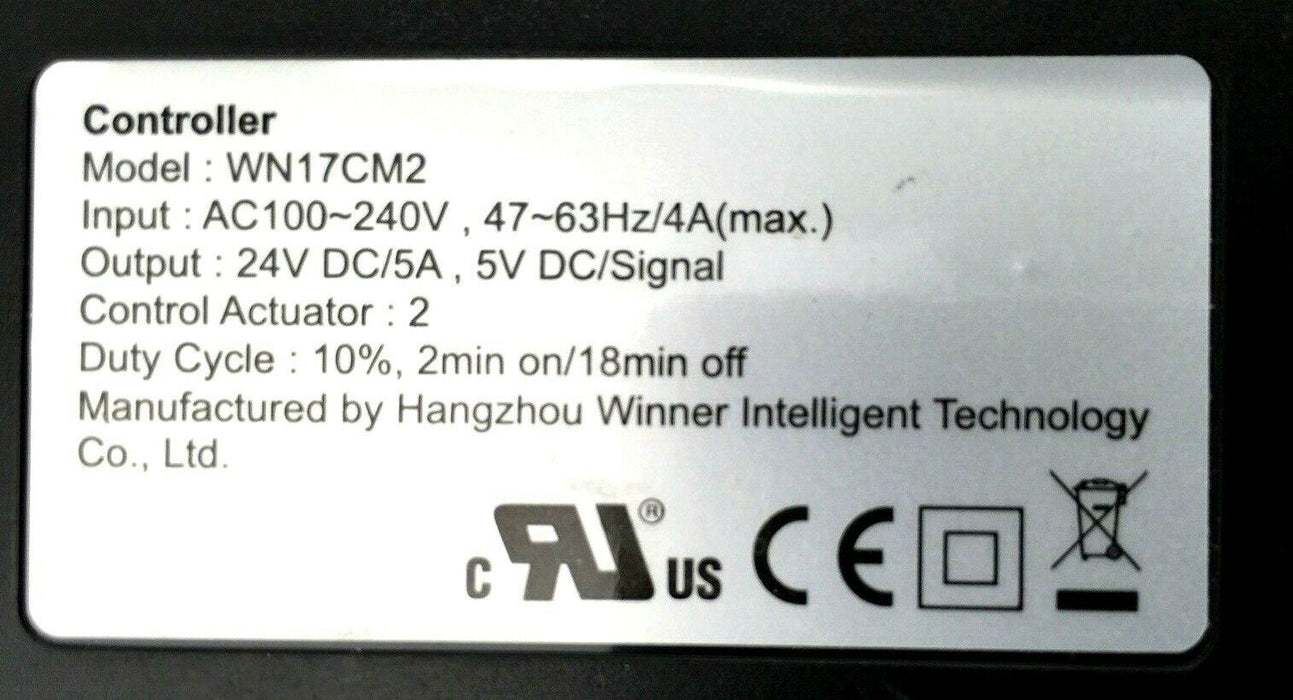 Controller
Model : WN17CM2
Input : AC100~240V , 47~63Hz/4A(max.)
Output : 24V DC/5A , 5V DC/Signal
Control Actuator : 2
Duty Cycle : 10%, 2min on/18min off
Manufactured by Hangzhou Winner Intelligent Technology
Co., Ltd.
C RU® US CE